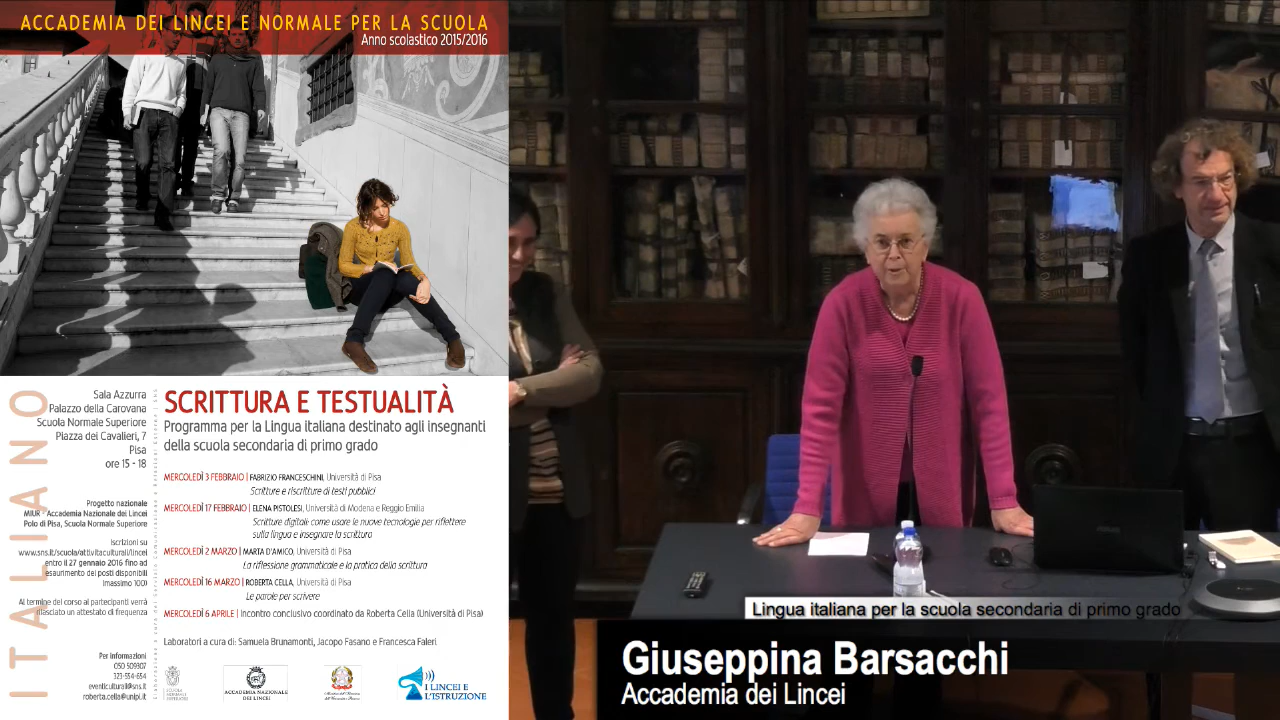 ACCADEMIA DEI LINCEI E NORMALE PER LA SCUOLA
Anno scolastico 2015/2016
ITALIANO
Sala Azzurra
Palazzo della Carovana
Scuola Normale Superiore
Piazza dei Cavalieri, 7
Pisa
ore 15 - 18
Progetto nazionale
MIUR - Accademia Nazionale dei Lincei
Polo di Pisa, Scuola Normale Superiore
Iscrizioni su
www.sns.it/scuola/attivitaculturali/lincei
entro il 27 gennaio 2016 fino ad
esaurimento dei posti disponibili
(massimo 100)
Al termine del corso ai partecipanti verrà
rilasciato un attestato di frequenza
Per informazioni
050 509307
323-554-654
eventiculturali@sns.it
roberta.cella@unipi.it
SCRITTURA E TESTUALITÀ
Programma per la Lingua italiana destinato agli insegnanti
della scuola secondaria di primo grado
MERCOLEDÌ 3 FEBBRAIO | FABRIZIO FRANCESCHINI, Università di Pisa
Scritture e riscritture di testi pubblici
MERCOLEDÌ 17 FEBBRAIO | ELENA PISTOLESI, Università di Modena e Reggio Emilia
Scritture digitali: come usare le nuove tecnologie per riflettere
sulla lingua e insegnare la scrittura
MERCOLEDÌ 2 MARZO | MARTA D'AMICO, Università di Pisa
La riflessione grammaticale e la pratica della scrittura
MERCOLEDÌ 16 MARZO | ROBERTA CELLA, Università di Pisa
Le parole per scrivere
MERCOLEDÌ 6 APRILE | Incontro conclusivo coordinato da Roberta Cella (Università di Pisa)
Laboratori a cura di: Samuela Brunamonti, Jacopo Fasano e Francesca Faleri
SCUOLA
NORMALE
SUPERIORE
ACCADEMIA NAZIONALE
DEI LINCEI
I LINCEI E
L'ISTRUZIONE
Lingua italiana per la scuola secondaria di primo grado
Giuseppina Barsacchi
Accademia dei Lincei